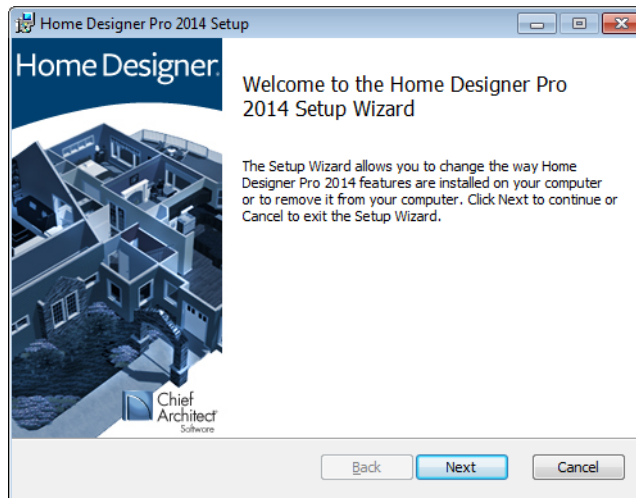 Home Designer Pro 2014 Setup
Home Designer.
Welcome to the Home Designer Pro
2014 Setup Wizard
The Setup Wizard allows you to change the way Home
Designer Pro 2014 features are installed on your computer
or to remove it from your computer. Click Next to continue or
Cancel to exit the Setup Wizard.
Chief
Architect
Software
Back
Next
Cancel